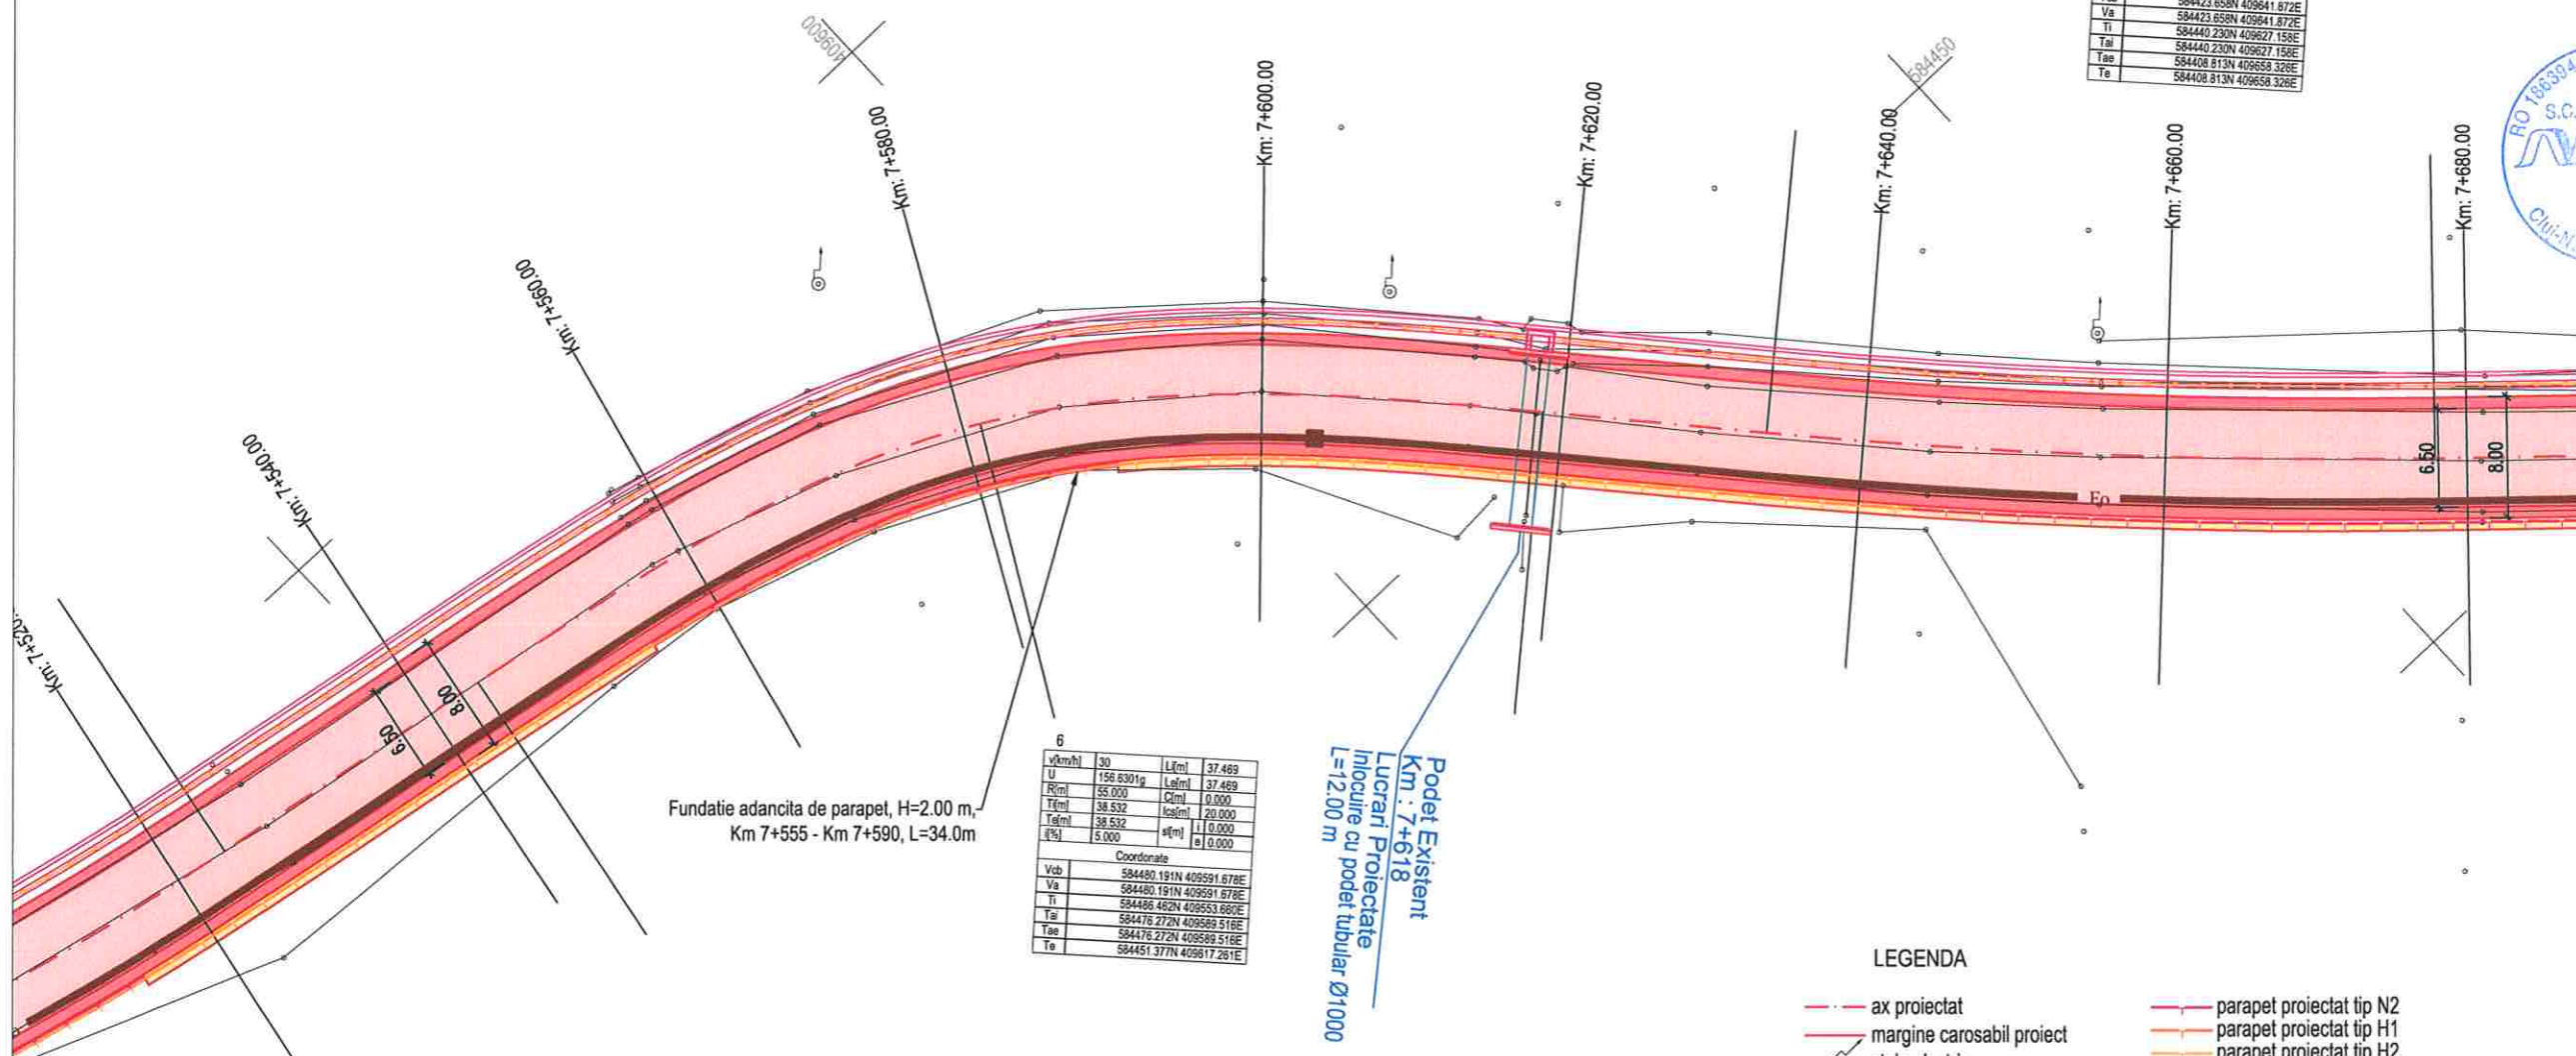 584423.658N 409641.872E
Va 584423.658N 409641.872E
Ti 584440.230N 409627.158E
Tai 584440.230N 409627.158E
Tae 584408.813N 409658.326E
Te 584408.813N 409658.326E
RO 186394
S.C.
Cluj-N
409600
584450
Km: 7+520.
Km: 7+540.00
Km: 7+560.00
Km: 7+580.00
Km: 7+600.00
Km: 7+620.00
Km: 7+640.00
Km: 7+660.00
Km: 7+680.00
6.50
8.00
6.50
8.00
Fo
Fundatie adancita de parapet, H=2.00 m,
Km 7+555 - Km 7+590, L=34.0m
6
v[km/h] 30 Li[m] 37.469
U 156.6301g Le[m] 37.469
R[m] 55.000 C[m] 0.000
Ti[m] 38.532 lcs[m] 20.000
Te[m] 38.532 sl[m] i 0.000
i[%] 5.000 e 0.000
Coordonate
Vcb 584480.191N 409591.678E
Va 584480.191N 409591.678E
Ti 584486.462N 409553.660E
Tai 584476.272N 409589.516E
Tae 584476.272N 409589.516E
Te 584451.377N 409617.261E
Podet Existent
Km : 7+618
Lucrari Proiectate
Inlocuire cu podet tubular Ø1000
L=12.00 m
LEGENDA
ax proiectat
margine carosabil proiect
parapet proiectat tip N2
parapet proiectat tip H1
parapet proiectat tip H2